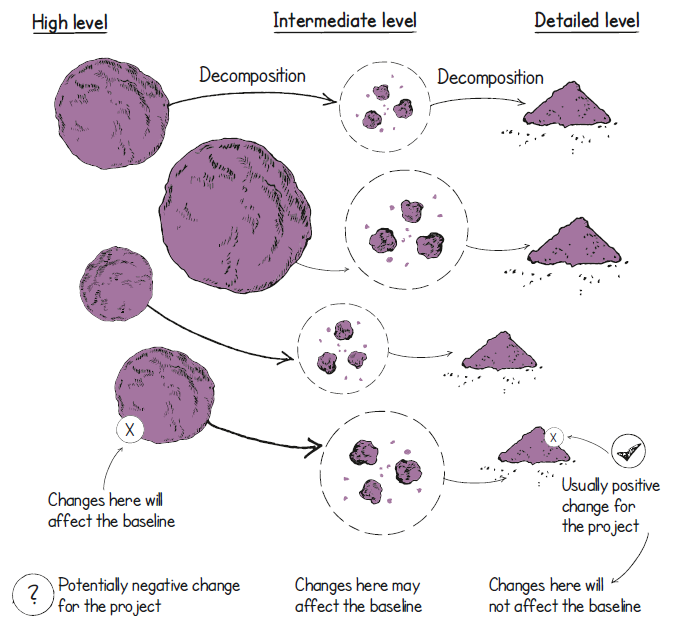 High level
Intermediate level
Detailed level
Decomposition
Decomposition
X
X
Changes here will
affect the baseline
Usually positive
change for
the project
?
Potentially negative change
for the project
Changes here may
affect the baseline
Changes here will
not affect the baseline